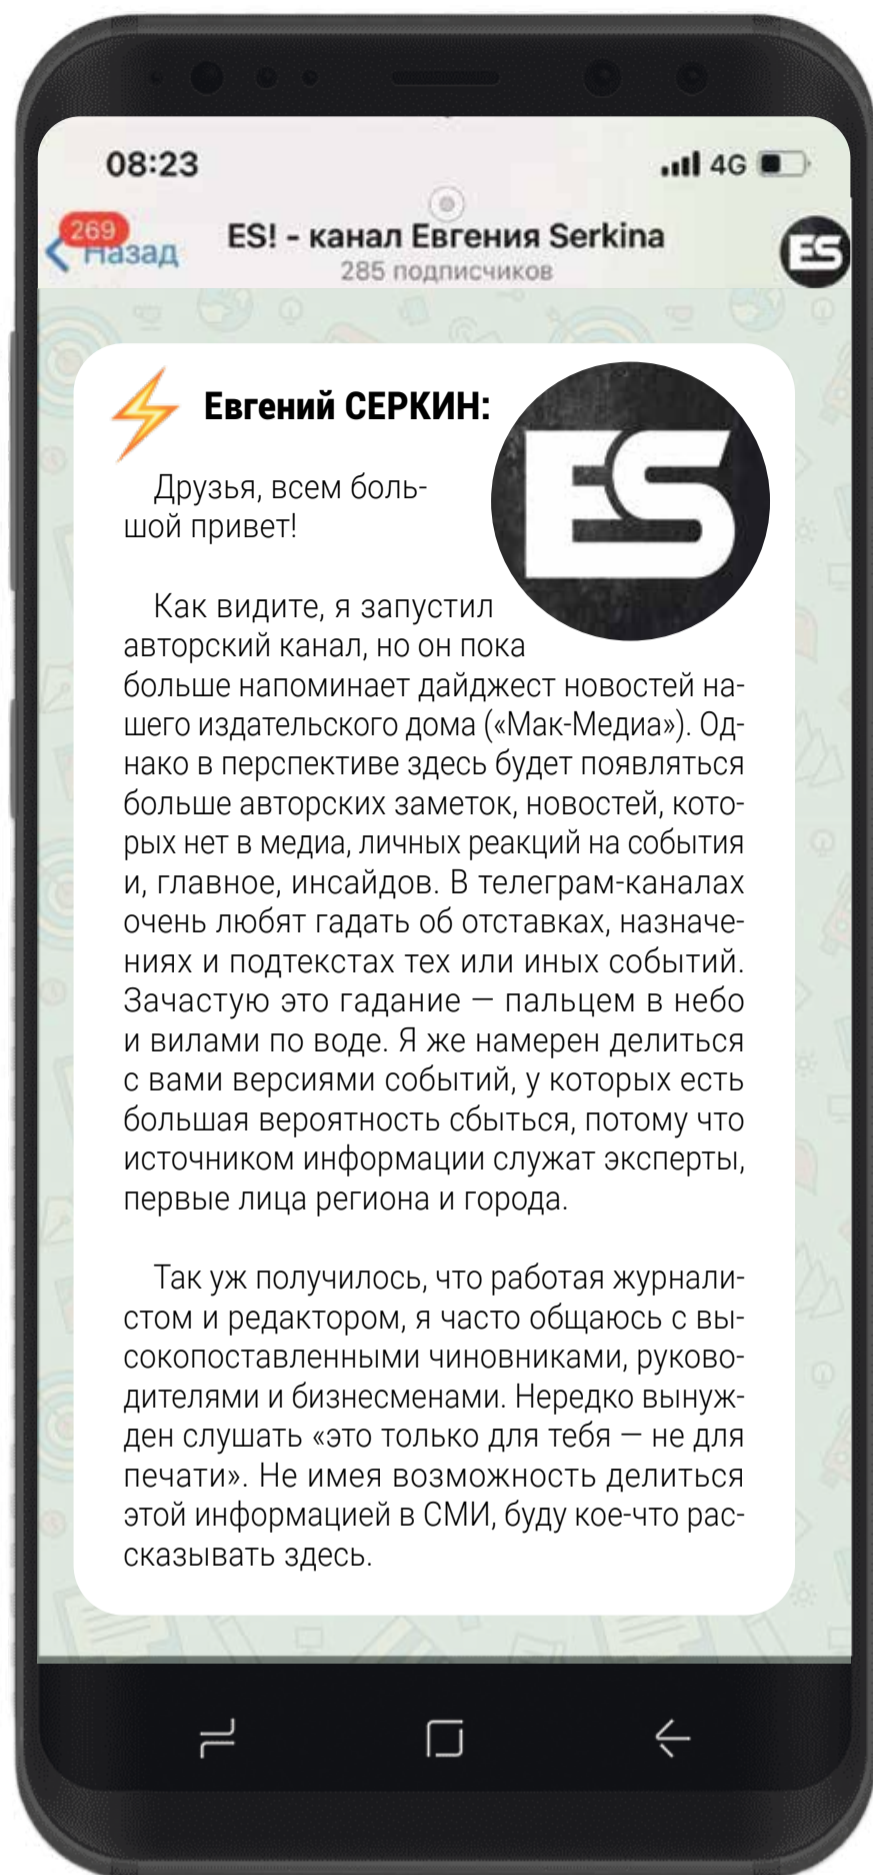 08:23
4G
269
Назад
ES! - канал Евгения Serkina
285 подписчиков
ES
Евгений СЕРКИН:
ES
Друзья, всем боль-
шой привет!
Как видите, я запустил
авторский канал, но он пока
больше напоминает дайджест новостей на-
шего издательского дома («Мак-Медиа»). Од-
нако в перспективе здесь будет появляться
больше авторских заметок, новостей, кото-
рых нет в медиа, личных реакций на события
и, главное, инсайдов. В телеграм-каналах
очень любят гадать об отставках, назначе-
ниях и подтекстах тех или иных событий.
Зачастую это гадание — пальцем в небо
и вилами по воде. Я же намерен делиться
с вами версиями событий, у которых есть
большая вероятность сбыться, потому что
источником информации служат эксперты,
первые лица региона и города.
Так уж получилось, что работая журнали-
стом и редактором, я часто общаюсь с вы-
сокопоставленными чиновниками, руково-
дителями и бизнесменами. Нередко вынуж-
ден слушать «это только для тебя — не для
печати». Не имея возможность делиться
этой информацией в СМИ, буду кое-что рас-
сказывать здесь.